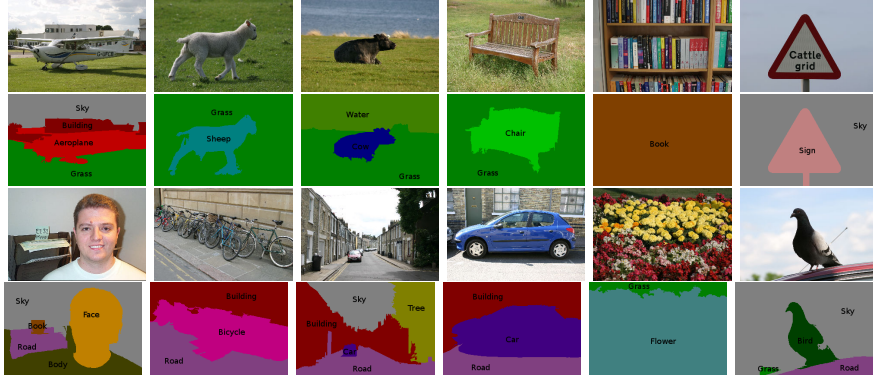 Cattle
grid
Sky
Building
Aeroplane
Grass
Grass
Sheep
Water
Cow
Grass
Chair
Grass
Book
Sky
Sign
Sky
Book
Face
Road
Body
Building
Bicycle
Road
Sky
Tree
Building
Car
Road
Building
Car
Road
Grass
Flower
Sky
Bird
Grass
Road